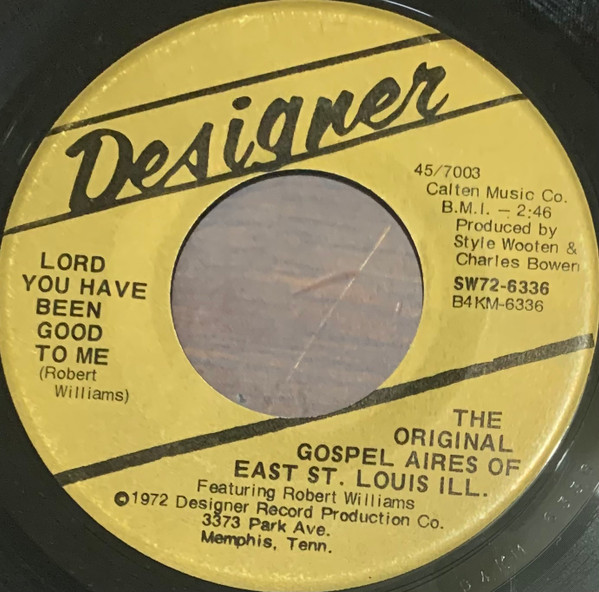 Designer
45/7003
Calten Music Co.
B.M.I. — 2:46
Produced by
Style Wooten &
Charles Bowen
SW72-6336
B4KM-6336
LORD
YOU HAVE
BEEN
GOOD
TO ME
(Robert
Williams)
THE
ORIGINAL
GOSPEL AIRES OF
EAST ST. LOUIS ILL.
Featuring Robert Williams
©1972 Designer Record Production Co.
3373 Park Ave.
Memphis, Tenn.